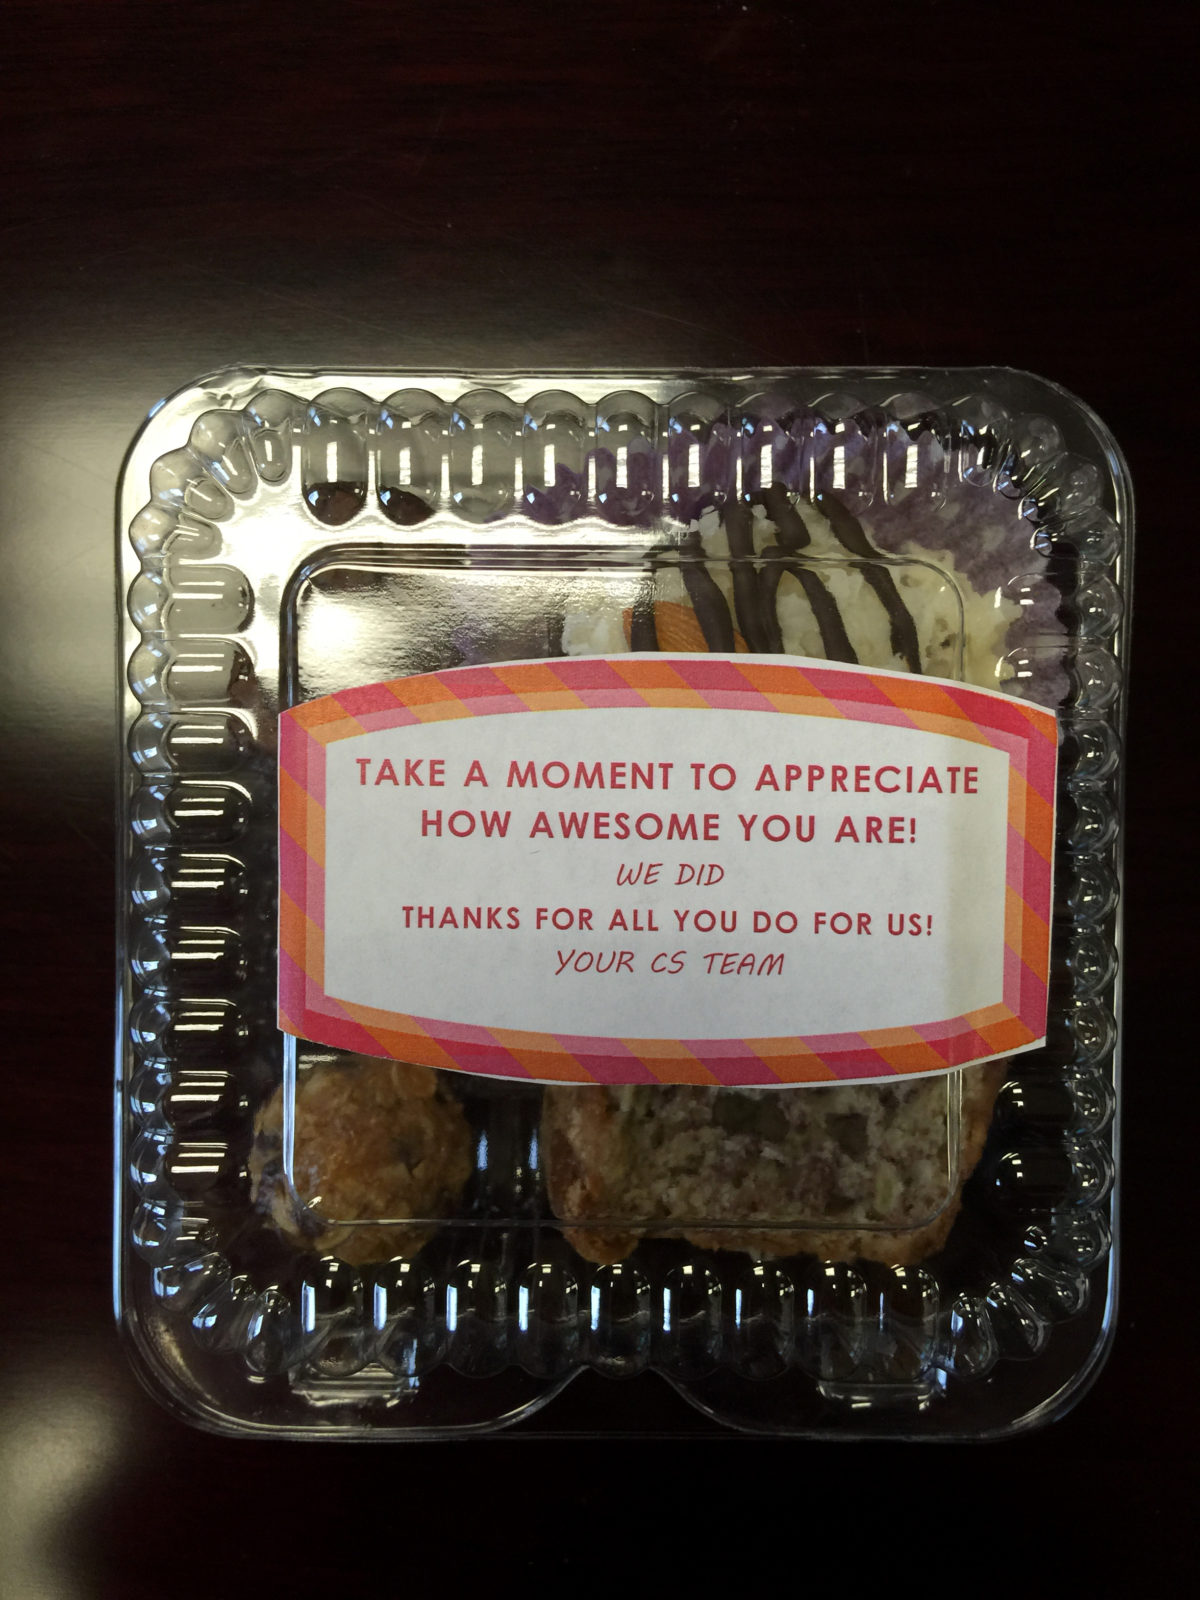 TAKE A MOMENT TO APPRECIATE
HOW AWESOME YOU ARE!
WE DID
THANKS FOR ALL YOU DO FOR US!
YOUR CS TEAM